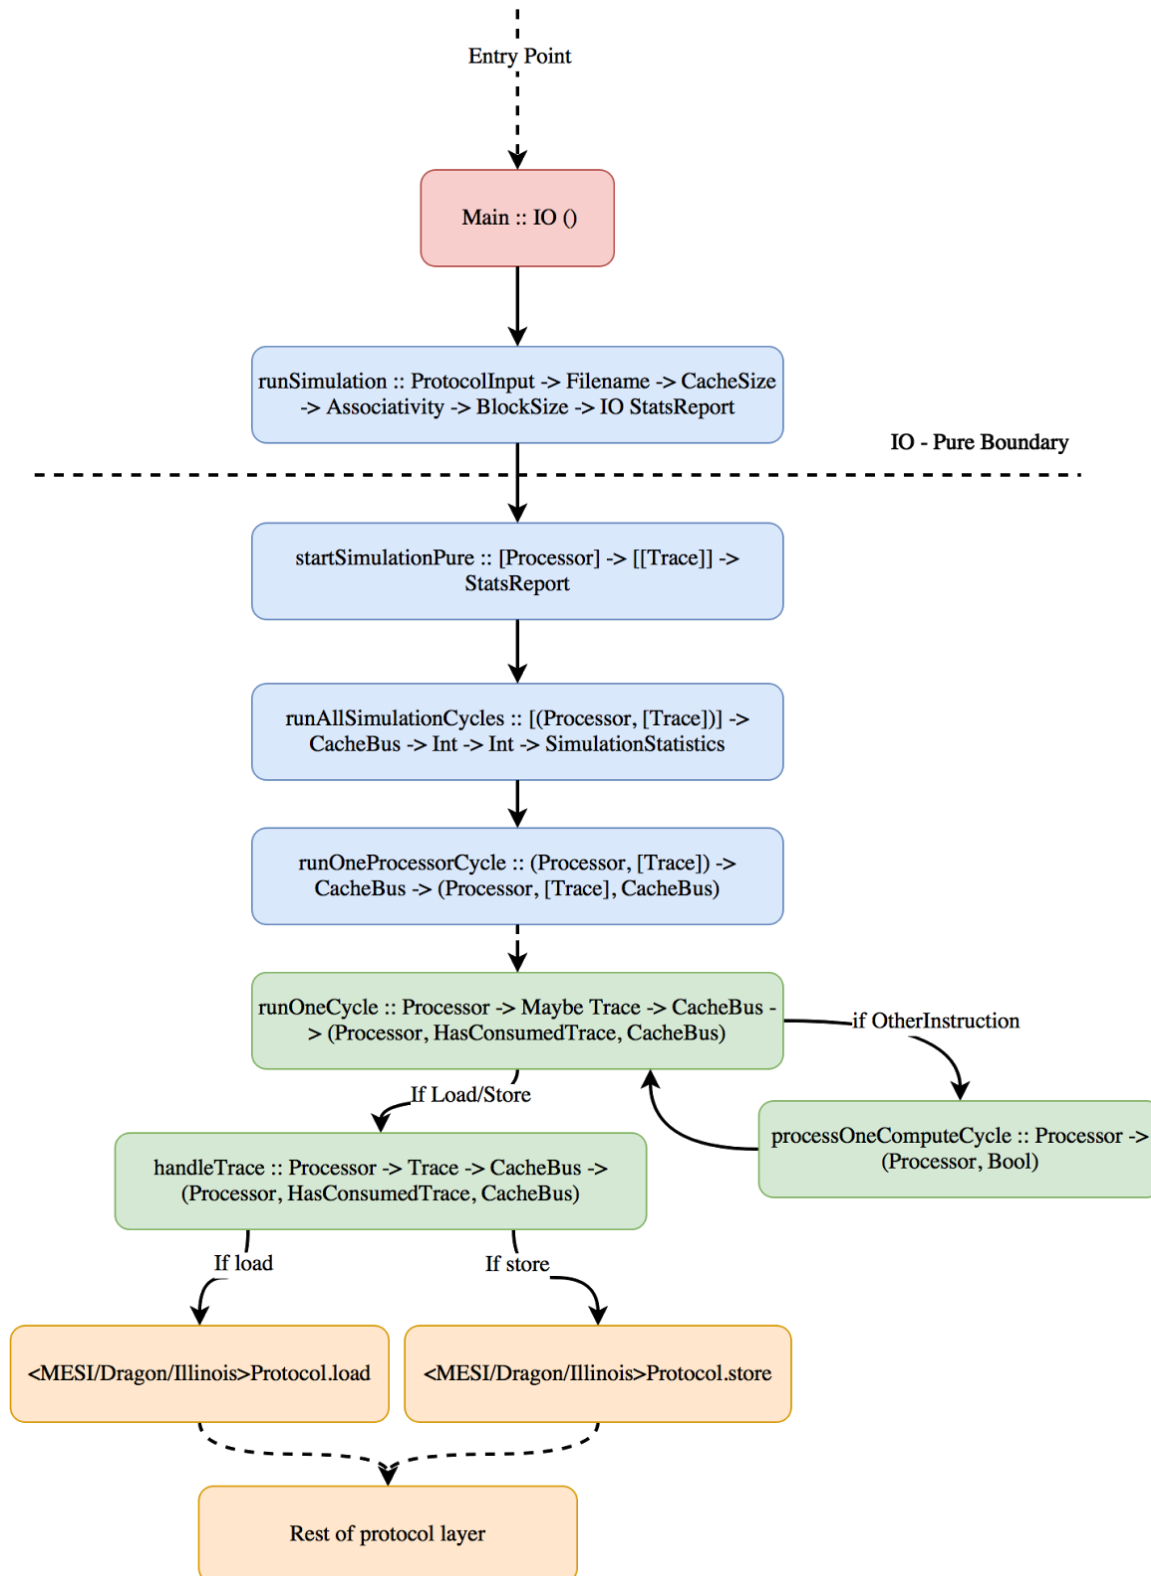 Entry Point
Main :: IO ()
runSimulation :: ProtocolInput -> Filename -> CacheSize
-> Associativity -> BlockSize -> IO StatsReport
IO - Pure Boundary
startSimulationPure :: [Processor] -> [[Trace]] ->
StatsReport
runAllSimulationCycles :: [(Processor, [Trace])] ->
CacheBus -> Int -> Int -> SimulationStatistics
runOneProcessorCycle :: (Processor, [Trace]) ->
CacheBus -> (Processor, [Trace], CacheBus)
runOneCycle :: Processor -> Maybe Trace -> CacheBus -
> (Processor, HasConsumedTrace, CacheBus)
if OtherInstruction
If Load/Store
processOneComputeCycle :: Processor ->
(Processor, Bool)
handleTrace :: Processor -> Trace -> CacheBus ->
(Processor, HasConsumedTrace, CacheBus)
If load
If store
<MESI/Dragon/Illinois>Protocol.load
<MESI/Dragon/Illinois>Protocol.store
Rest of protocol layer